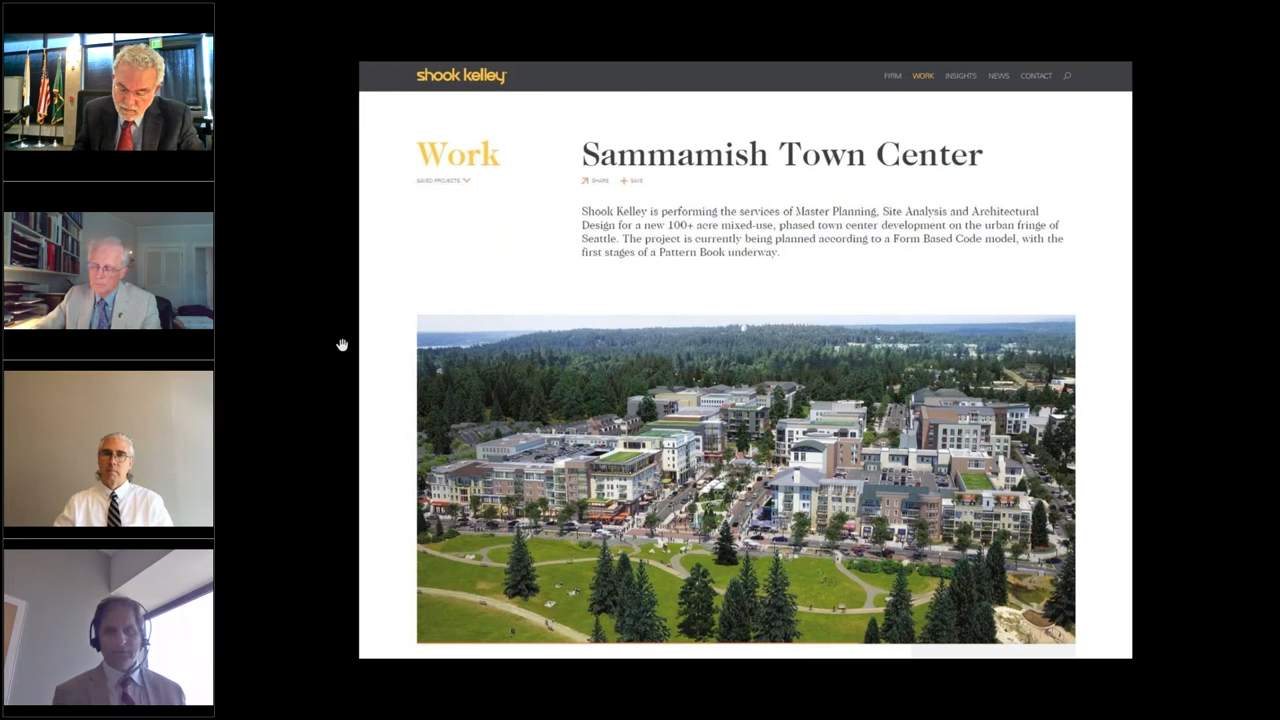 shook kelley
FIRM WORK INSIGHTS NEWS CONTACT
Work
Sammamish Town Center
SAVED PROJECTS
SHARE SAVE
Shook Kelley is performing the services of Master Planning, Site Analysis and Architectural
Design for a new 100+ acre mixed-use, phased town center development on the urban fringe of
Seattle. The project is currently being planned according to a Form Based Code model, with the
first stages of a Pattern Book underway.